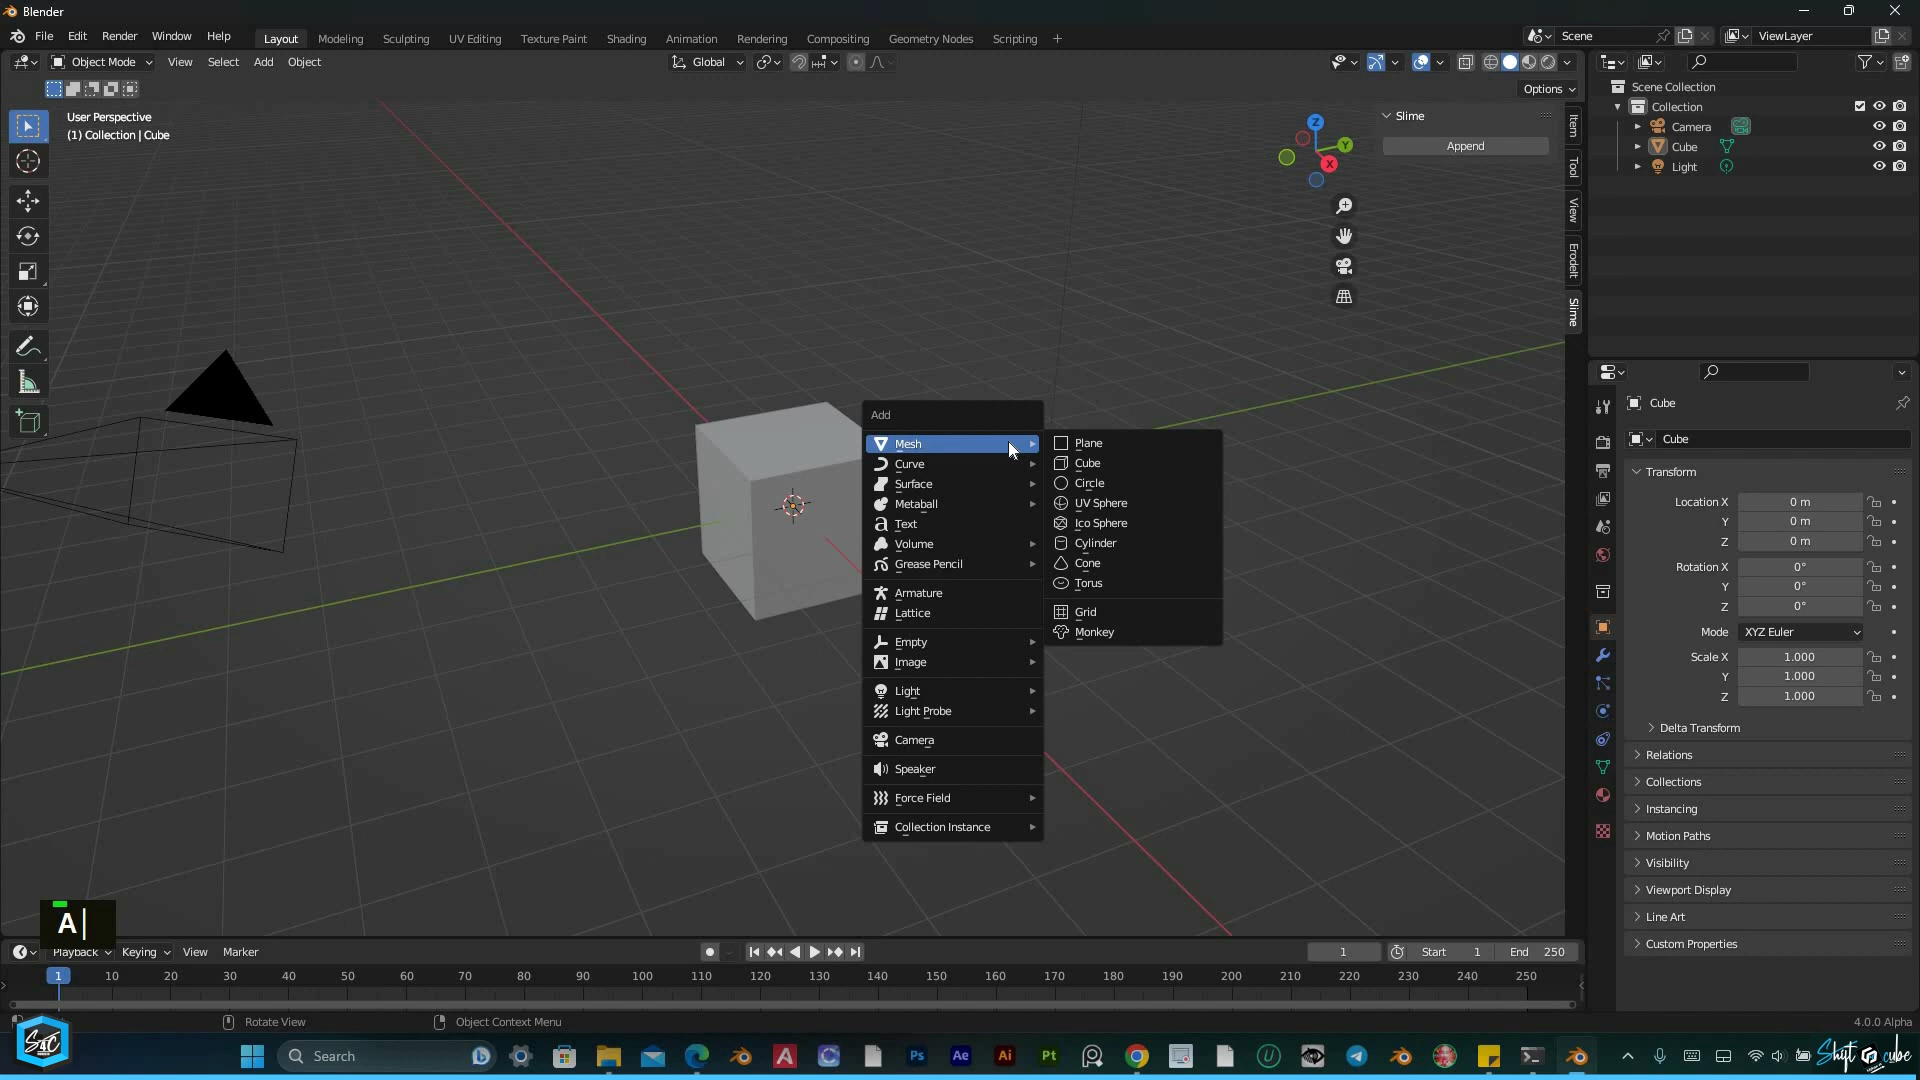 Blender
File Edit Render Window Help
Layout Modeling Sculpting UV Editing Texture Paint Shading Animation Rendering Compositing Geometry Nodes Scripting +
Scene
ViewLayer
Object Mode View Select Add Object
Global
Options
User Perspective
(1) Collection | Cube
Z
Y
X
Slime
Append
Item
Tool
View
ErodeIt
Slime
Scene Collection
Collection
Camera
Cube
Light
Add
Mesh
Curve
Surface
Metaball
Text
Volume
Grease Pencil
Armature
Lattice
Empty
Image
Light
Light Probe
Camera
Speaker
Force Field
Collection Instance
Plane
Cube
Circle
UV Sphere
Ico Sphere
Cylinder
Cone
Torus
Grid
Monkey
Cube
Cube
Transform
Location X 0 m
Y 0 m
Z 0 m
Rotation X 0°
Y 0°
Z 0°
Mode XYZ Euler
Scale X 1.000
Y 1.000
Z 1.000
Delta Transform
Relations
Collections
Instancing
Motion Paths
Visibility
Viewport Display
Line Art
Custom Properties
A
Playback Keying View Marker
1
Start 1
End 250
1 10 20 30 40 50 60 70 80 90 100 110 120 130 140 150 160 170 180 190 200 210 220 230 240 250
Rotate View
Object Context Menu
4.0.0 Alpha
S4C
Search
Ps
Ae
Ai
Pt